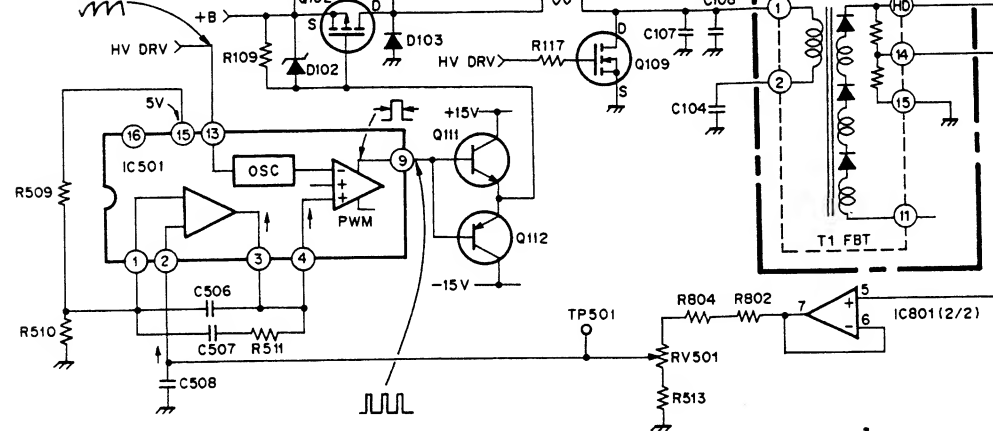 +B
S
D
D103
R109
D102
HV DRV
C107
R117
D
HV DRV
Q109
S
1
HD
14
2
15
C104
5V
16
15
13
IC501
OSC
-
+
+
PWM
9
+15V
Q111
R509
Q112
11
T1 FBT
1
2
3
4
-15V
C506
C507
R511
R510
C508
TP501
R804
R802
7
5
+
-
6
IC801(2/2)
RV501
R513